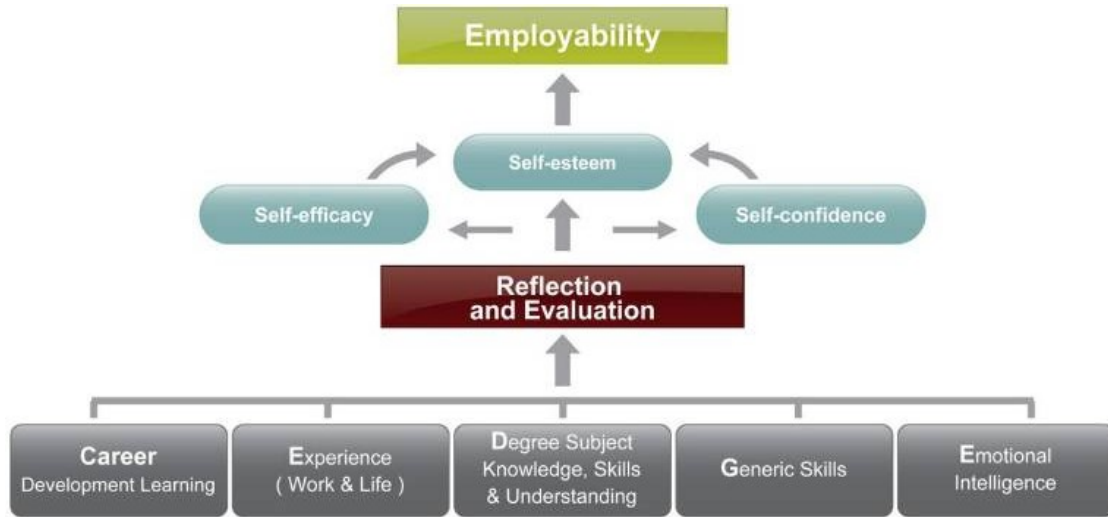 Employability
Self-esteem
Self-efficacy
Self-confidence
Reflection
and Evaluation
Career
Development Learning
Experience
( Work & Life )
Degree Subject
Knowledge, Skills
& Understanding
Generic Skills
Emotional
Intelligence